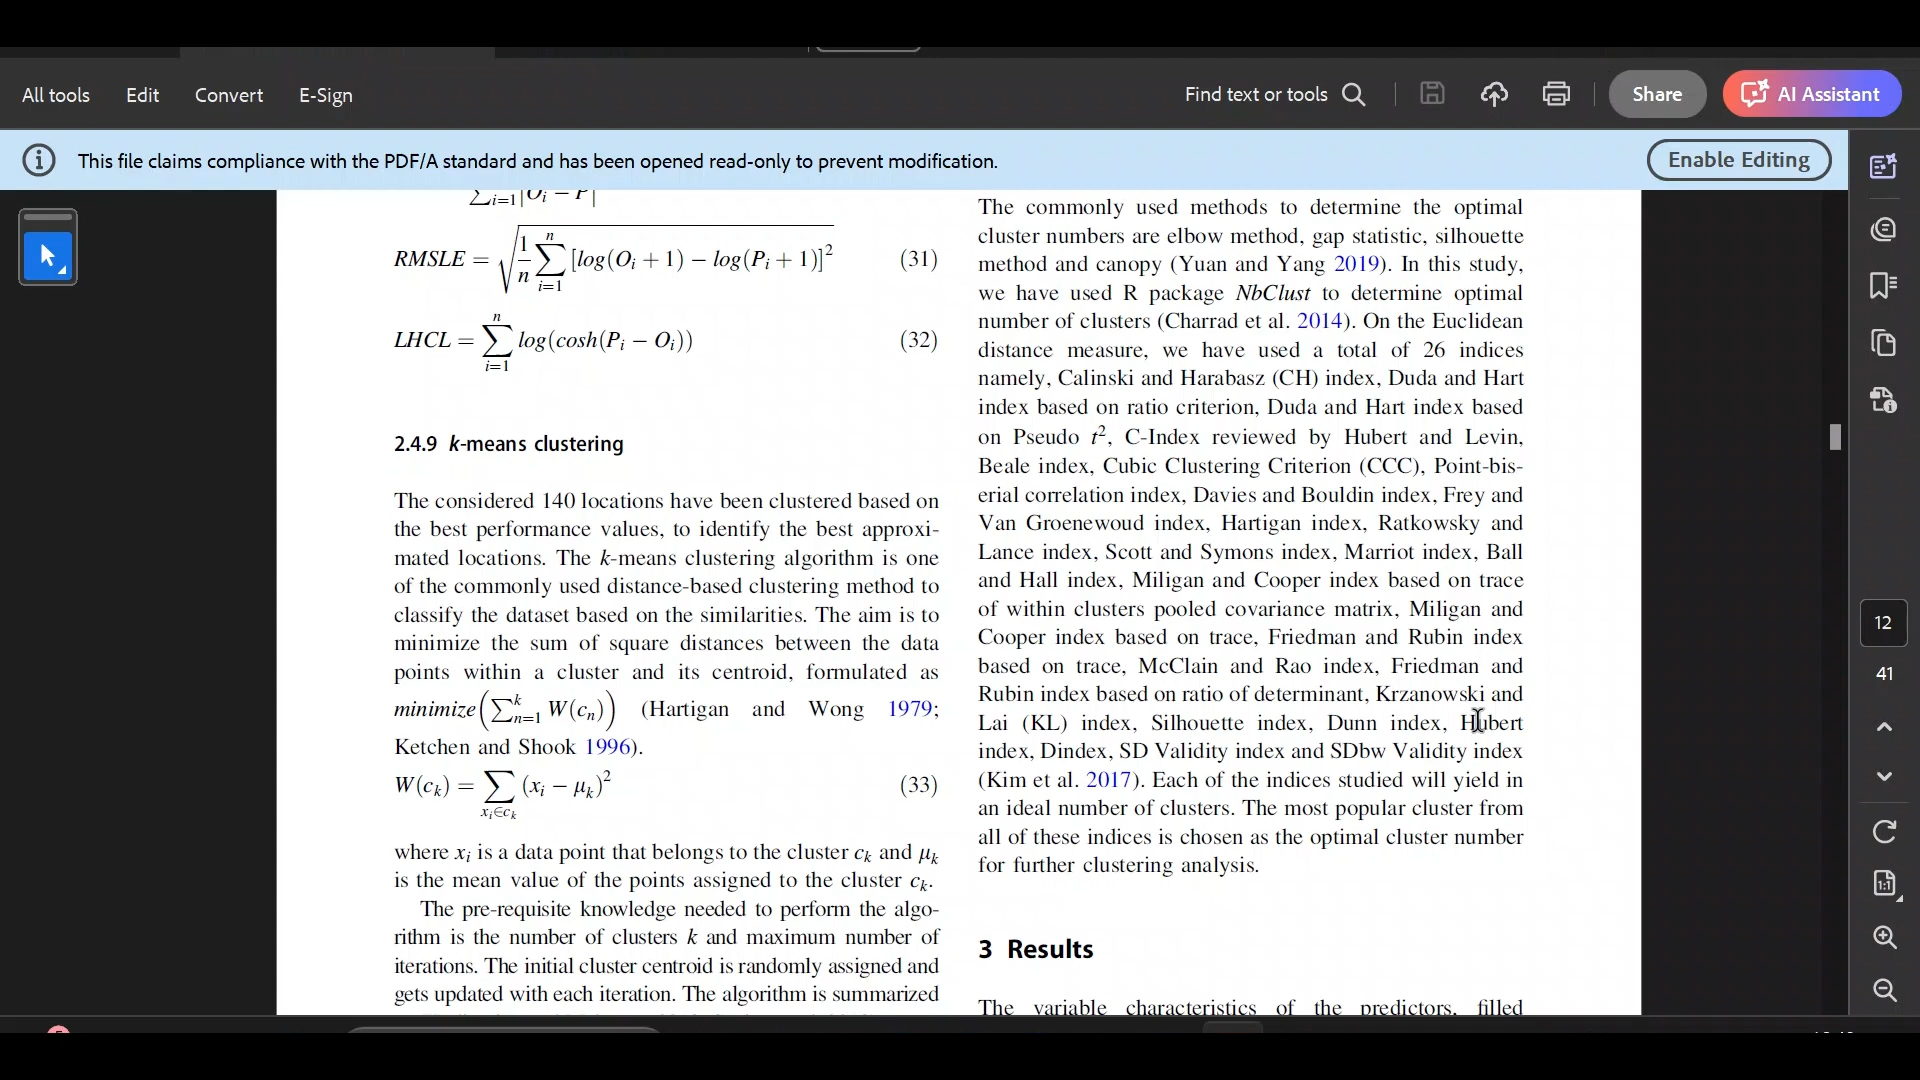 All tools Edit Convert E-Sign Find text or tools Share AI Assistant
This file claims compliance with the PDF/A standard and has been opened read-only to prevent modification. Enable Editing
∑i=1|Oi − P|
RMSLE = √(1/n ∑_{i=1}^{n} [log(Oi + 1) − log(Pi + 1)]²) (31)
LHCL = ∑_{i=1}^{n} log(cosh(Pi − Oi)) (32)
2.4.9 k-means clustering
The considered 140 locations have been clustered based on
the best performance values, to identify the best approxi-
mated locations. The k-means clustering algorithm is one
of the commonly used distance-based clustering method to
classify the dataset based on the similarities. The aim is to
minimize the sum of square distances between the data
points within a cluster and its centroid, formulated as
minimize(∑_{n=1}^{k} W(cn)) (Hartigan and Wong 1979;
Ketchen and Shook 1996).
W(ck) = ∑_{xi∈ck} (xi − μk)² (33)
where xi is a data point that belongs to the cluster ck and μk
is the mean value of the points assigned to the cluster ck.
The pre-requisite knowledge needed to perform the algo-
rithm is the number of clusters k and maximum number of
iterations. The initial cluster centroid is randomly assigned and
gets updated with each iteration. The algorithm is summarized
The commonly used methods to determine the optimal
cluster numbers are elbow method, gap statistic, silhouette
method and canopy (Yuan and Yang 2019). In this study,
we have used R package NbClust to determine optimal
number of clusters (Charrad et al. 2014). On the Euclidean
distance measure, we have used a total of 26 indices
namely, Calinski and Harabasz (CH) index, Duda and Hart
index based on ratio criterion, Duda and Hart index based
on Pseudo t², C-Index reviewed by Hubert and Levin,
Beale index, Cubic Clustering Criterion (CCC), Point-bis-
erial correlation index, Davies and Bouldin index, Frey and
Van Groenewoud index, Hartigan index, Ratkowsky and
Lance index, Scott and Symons index, Marriot index, Ball
and Hall index, Miligan and Cooper index based on trace
of within clusters pooled covariance matrix, Miligan and
Cooper index based on trace, Friedman and Rubin index
based on trace, McClain and Rao index, Friedman and
Rubin index based on ratio of determinant, Krzanowski and
Lai (KL) index, Silhouette index, Dunn index, Hubert
index, Dindex, SD Validity index and SDbw Validity index
(Kim et al. 2017). Each of the indices studied will yield in
an ideal number of clusters. The most popular cluster from
all of these indices is chosen as the optimal cluster number
for further clustering analysis.
3 Results
The variable characteristics of the predictors, filled
12
41